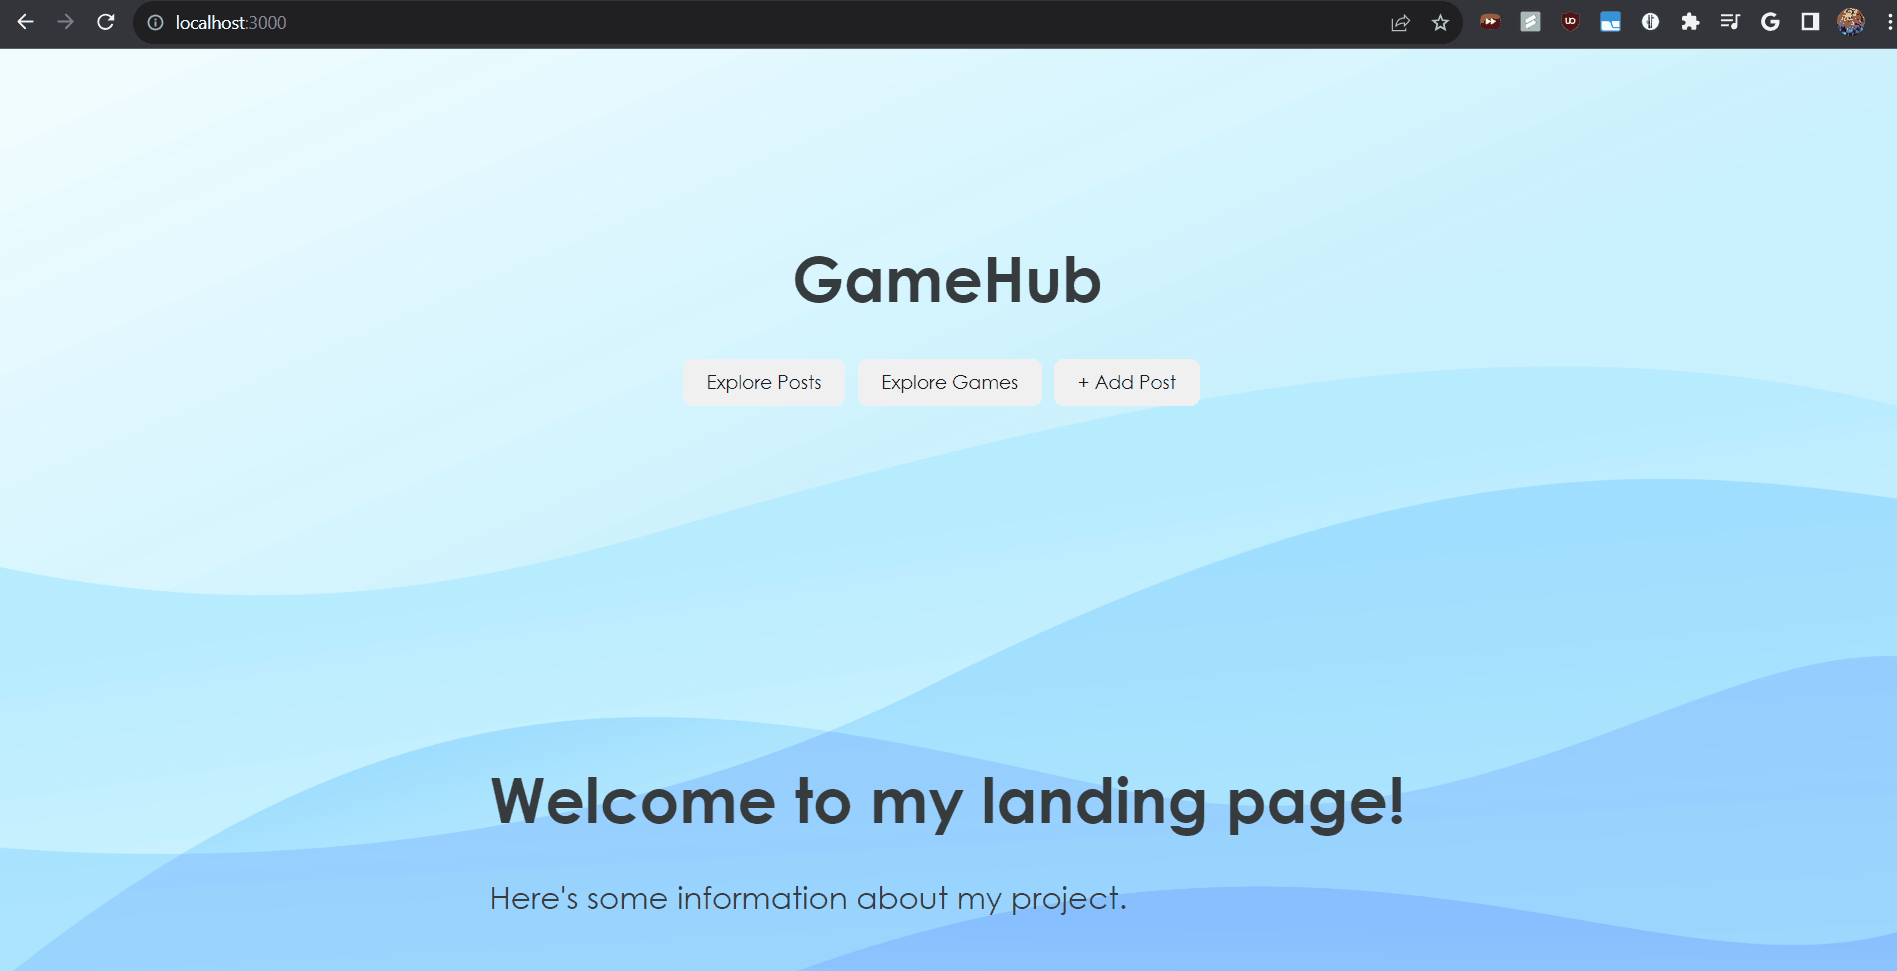 localhost:3000
GameHub
Explore Posts Explore Games + Add Post
Welcome to my landing page!
Here's some information about my project.